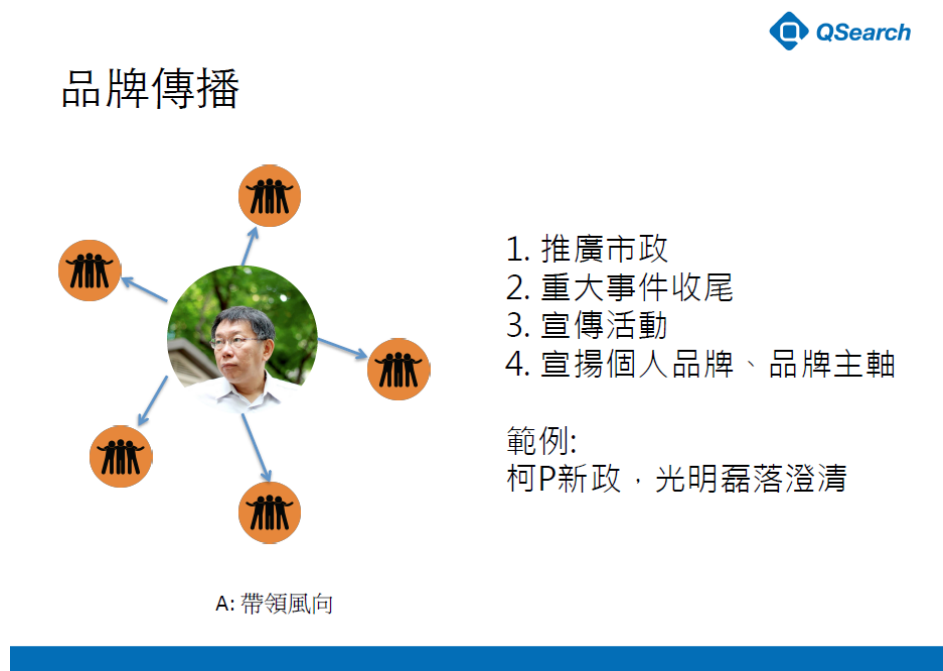 QSearch
品牌傳播
1. 推廣市政
2. 重大事件收尾
3. 宣傳活動
4. 宣揚個人品牌、品牌主軸
範例:
柯P新政，光明磊落澄清
A: 帶領風向